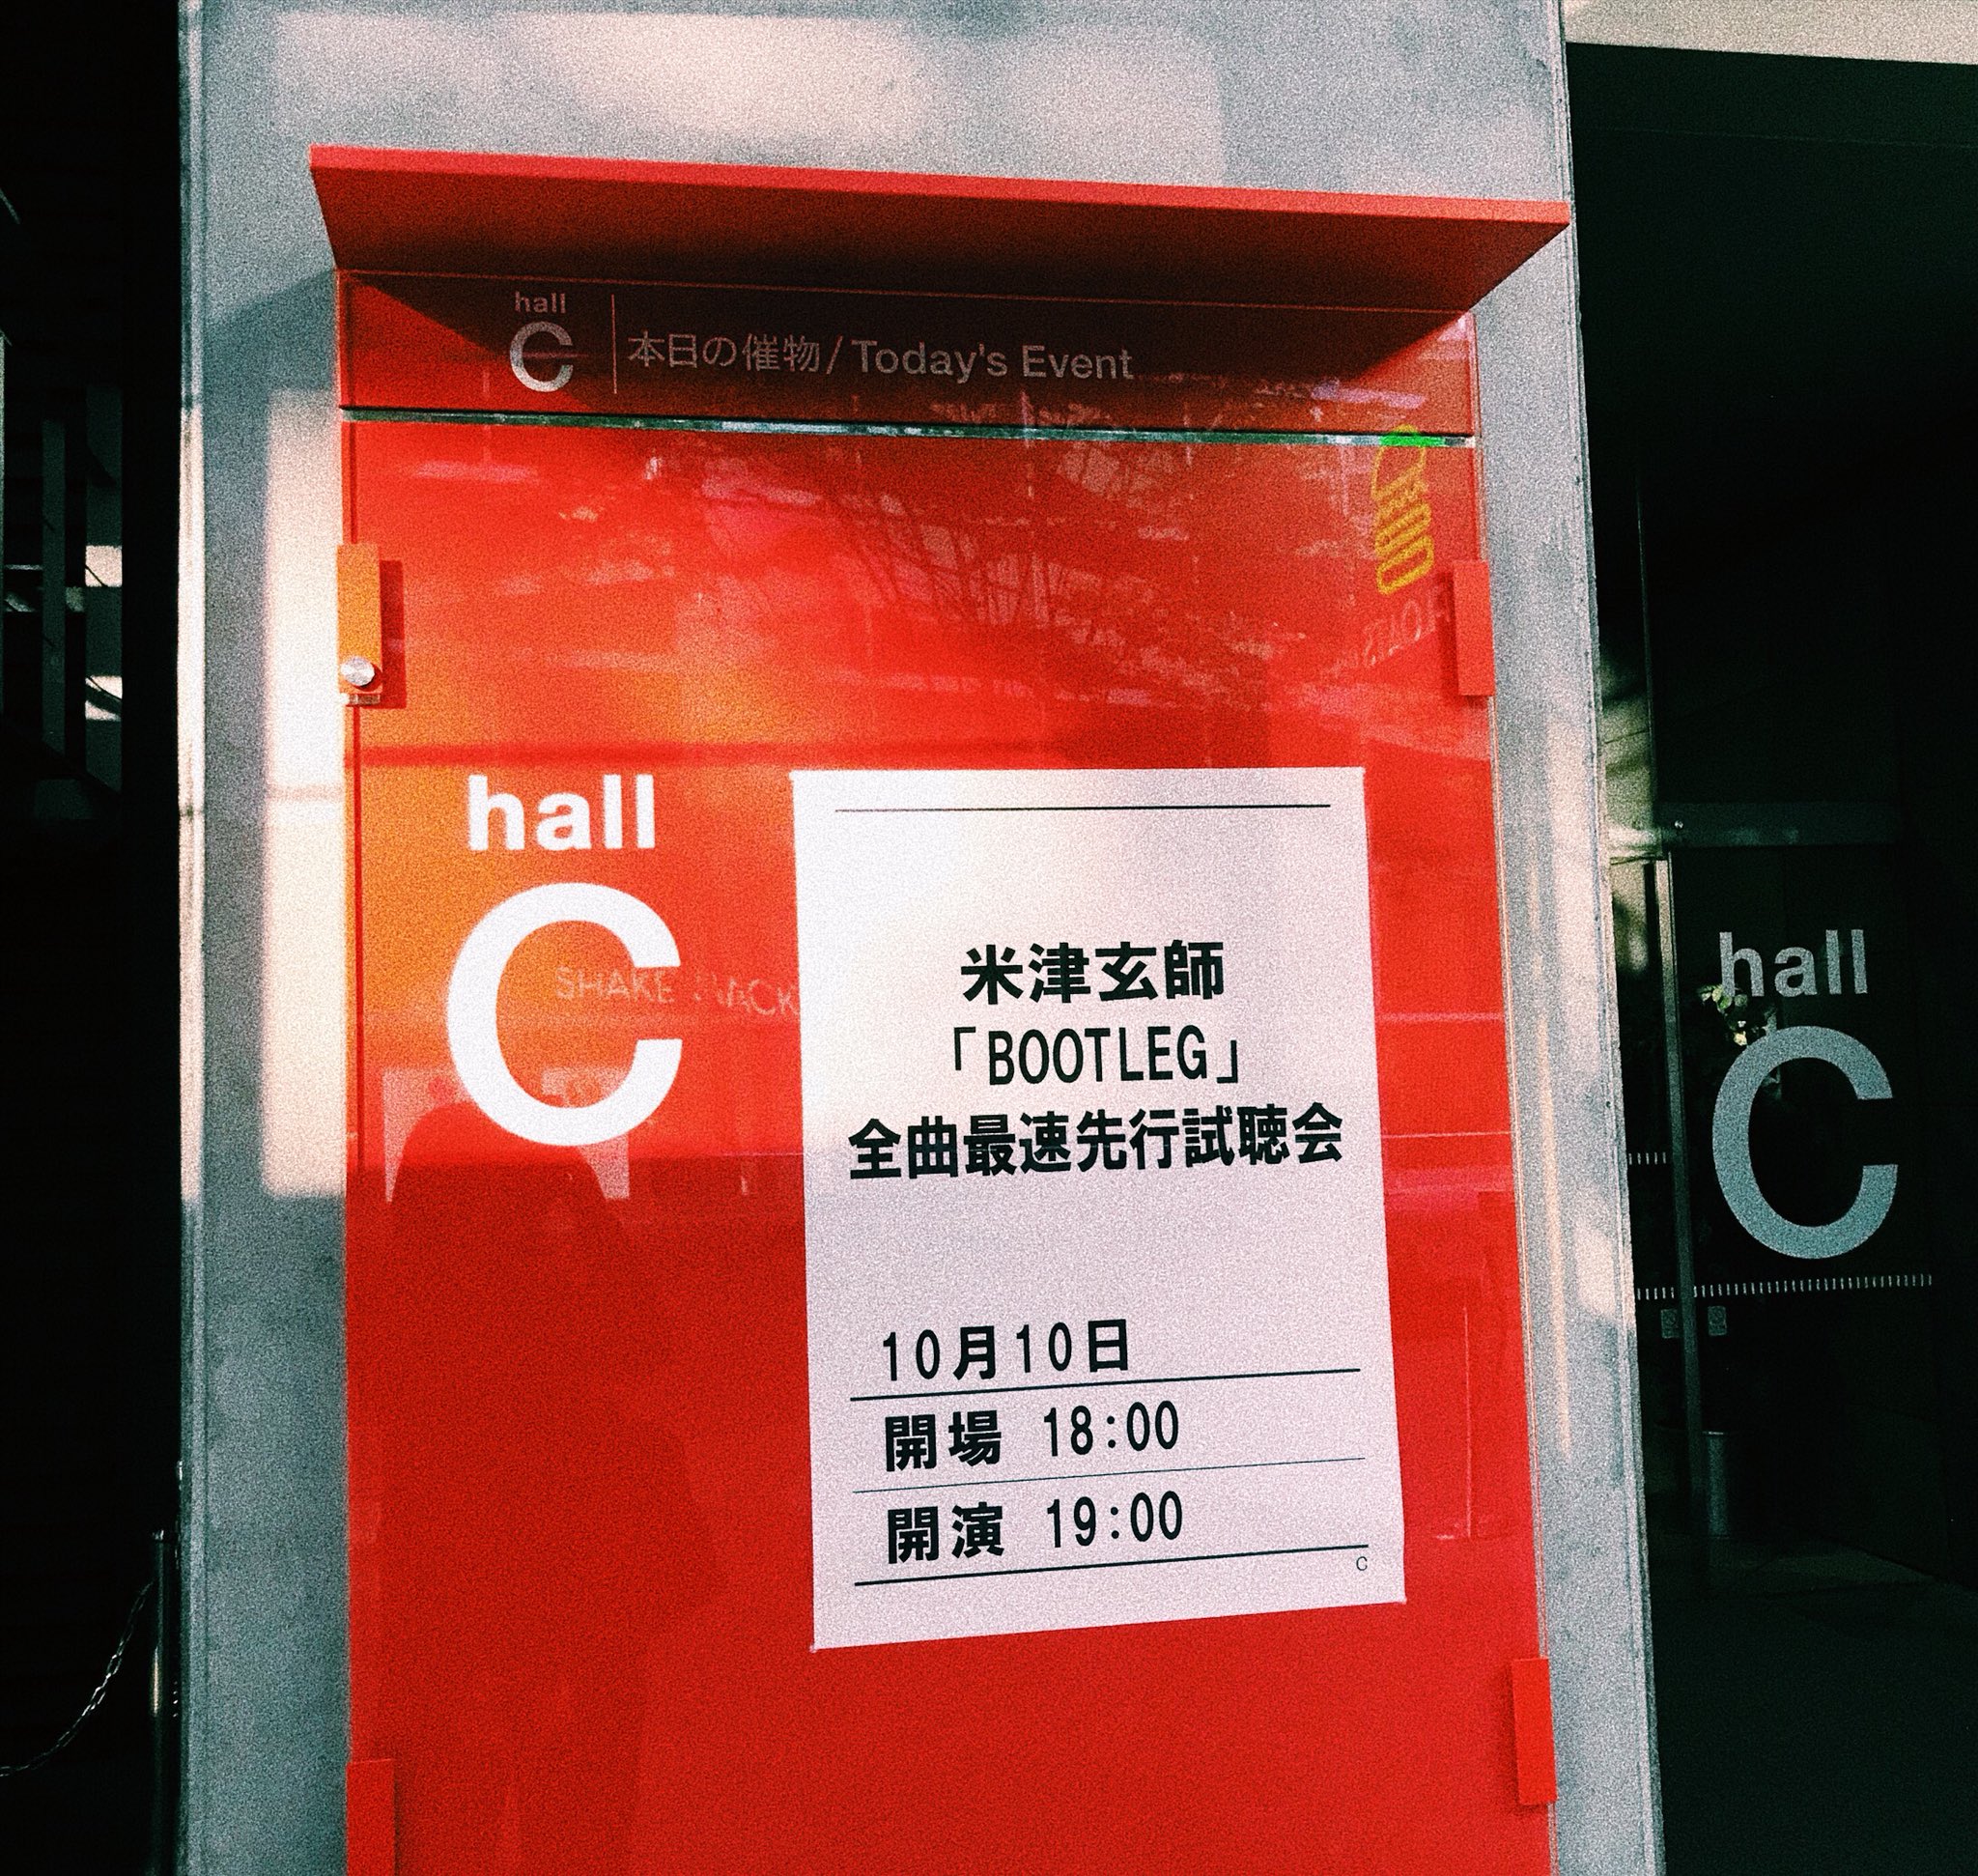 hall
C
本日の催物/Today's Event
hall
C
SHAKE
米津玄師
「BOOTLEG」
全曲最速先行試聴会
10月10日
開場 18:00
開演 19:00
C
hall
C